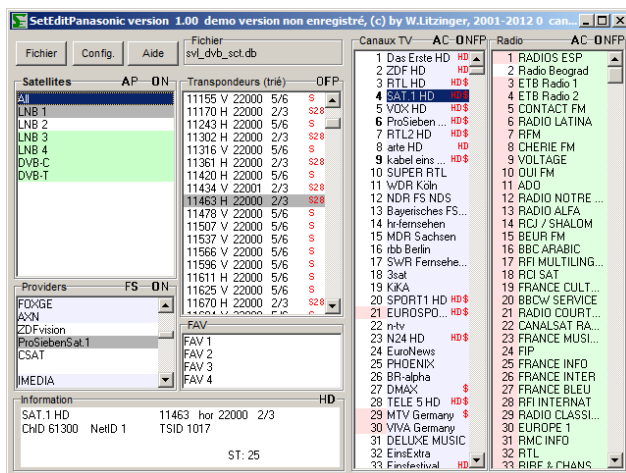 SetEditPanasonic version 1.00 demo version non enregistré, (c) by W.Litzinger, 2001-2012 0 can...
Fichier Config. Aide
Fichier
svl_dvb_sct.db
Satellites AP ON
All
LNB 1
LNB 2
LNB 3
LNB 4
DVB-C
DVB-T
Transpondeurs (trié) OFP
11155 V 22000 5/6 S
11170 H 22000 2/3 S28
11243 H 22000 5/6 S
11302 H 22000 2/3 S28
11316 V 22000 5/6 S
11361 H 22000 2/3 S28
11420 H 22000 5/6 S
11434 V 22001 2/3 S28
11463 H 22000 2/3 S28
11478 V 22000 5/6 S
11507 V 22000 5/6 S
11537 V 22000 5/6 S
11566 V 22000 5/6 S
11596 V 22000 5/6 S
11611 H 22000 5/6 S
11625 V 22000 5/6 S
11670 H 22000 2/3 S28
Providers FS ON
FOXGE
AXN
ZDFvision
ProSiebenSat.1
CSAT
IMEDIA
FAV
FAV 1
FAV 2
FAV 3
FAV 4
Information HD-
SAT.1 HD 11463 hor 22000 2/3
ChID 61300 NetID 1 TSID 1017
ST: 25
Canaux TV AC-ONFP
1 Das Erste HD HD
2 ZDF HD HD
3 RTL HD HD$
4 SAT.1 HD HD$
5 VOX HD HD$
6 ProSieben ... HD$
7 RTL2 HD HD$
8 arte HD HD
9 kabel eins ... HD$
10 SUPER RTL
11 WDR Köln
12 NDR FS NDS
13 Bayerisches FS...
14 hr-fernsehen
15 MDR Sachsen
16 rbb Berlin
17 SWR Fernsehe...
18 3sat
19 KiKA
20 SPORT1 HD HD$
21 EUROSPO... HD$
22 n-tv
23 N24 HD HD$
24 EuroNews
25 PHOENIX
26 BR-alpha
27 DMAX $
28 TELE 5 HD HD$
29 MTV Germany $
30 VIVA Germany
31 DELUXE MUSIC
32 EinsExtra
33 Einsfestival HD
Radio AC-ONFP
1 RADIOS ESP
2 Radio Beograd
3 ETB Radio 1
4 ETB Radio 2
5 CONTACT FM
6 RADIO LATINA
7 RFM
8 CHERIE FM
9 VOLTAGE
10 OUI FM
11 ADO
12 RADIO NOTRE ...
13 RADIO ALFA
14 RCJ / SHALOM
15 BEUR FM
16 BBC ARABIC
17 RFI MULTILING...
18 RCI SAT
19 FRANCE CULT...
20 BBCW SERVICE
21 RADIO COURT...
22 CANALSAT RA...
23 FRANCE MUSI...
24 FIP
25 FRANCE INFO
26 FRANCE INTER
27 FRANCE BLEU
28 RFI INTERNAT
29 RADIO CLASSI...
30 EUROPE 1
31 RMC INFO
32 RTL
33 RIRE & CHANS